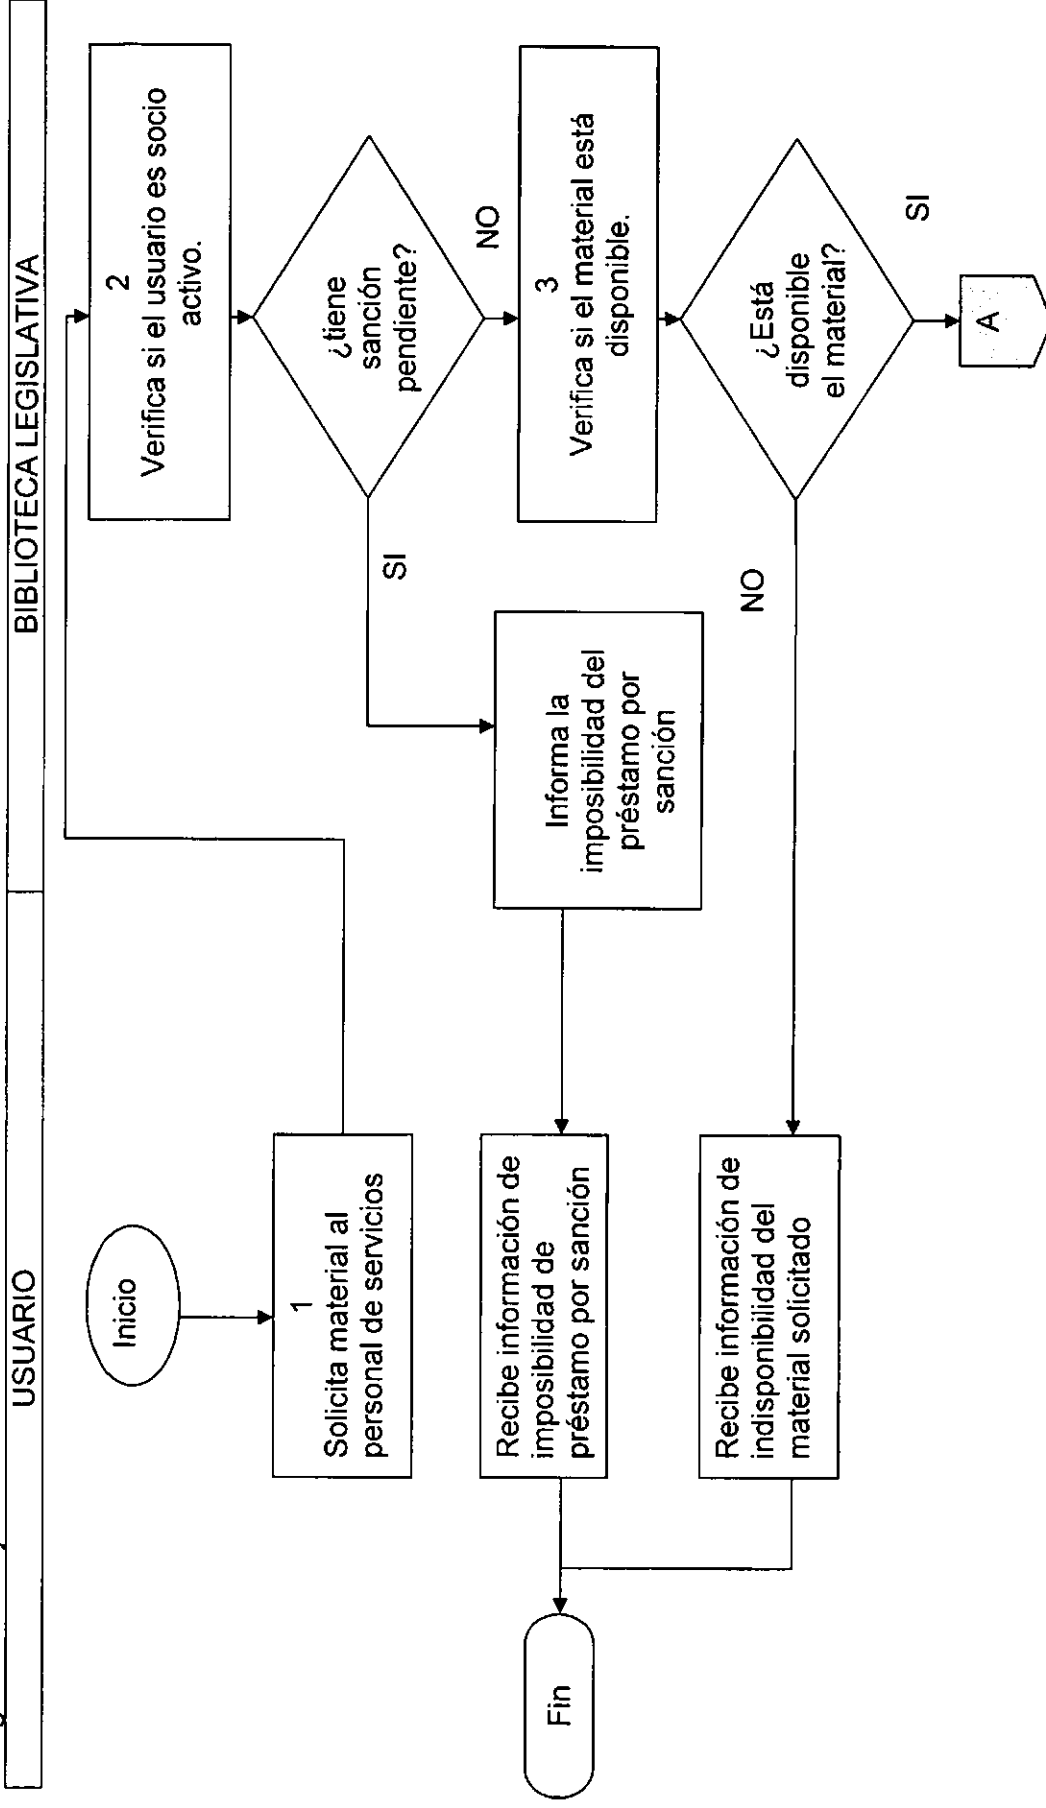 USUARIO
BIBLIOTECA LEGISLATIVA
Inicio
1
Solicita material al
personal de servicios
2
Verifica si el usuario es socio
activo.
¿tiene
sanción
pendiente?
SI
NO
Informa la
imposibilidad del
préstamo por
sanción
Recibe información de
imposibilidad de
préstamo por sanción
3
Verifica si el material está
disponible.
¿Está
disponible
el material?
NO
SI
Recibe información de
indisponibilidad del
material solicitado
Fin
A